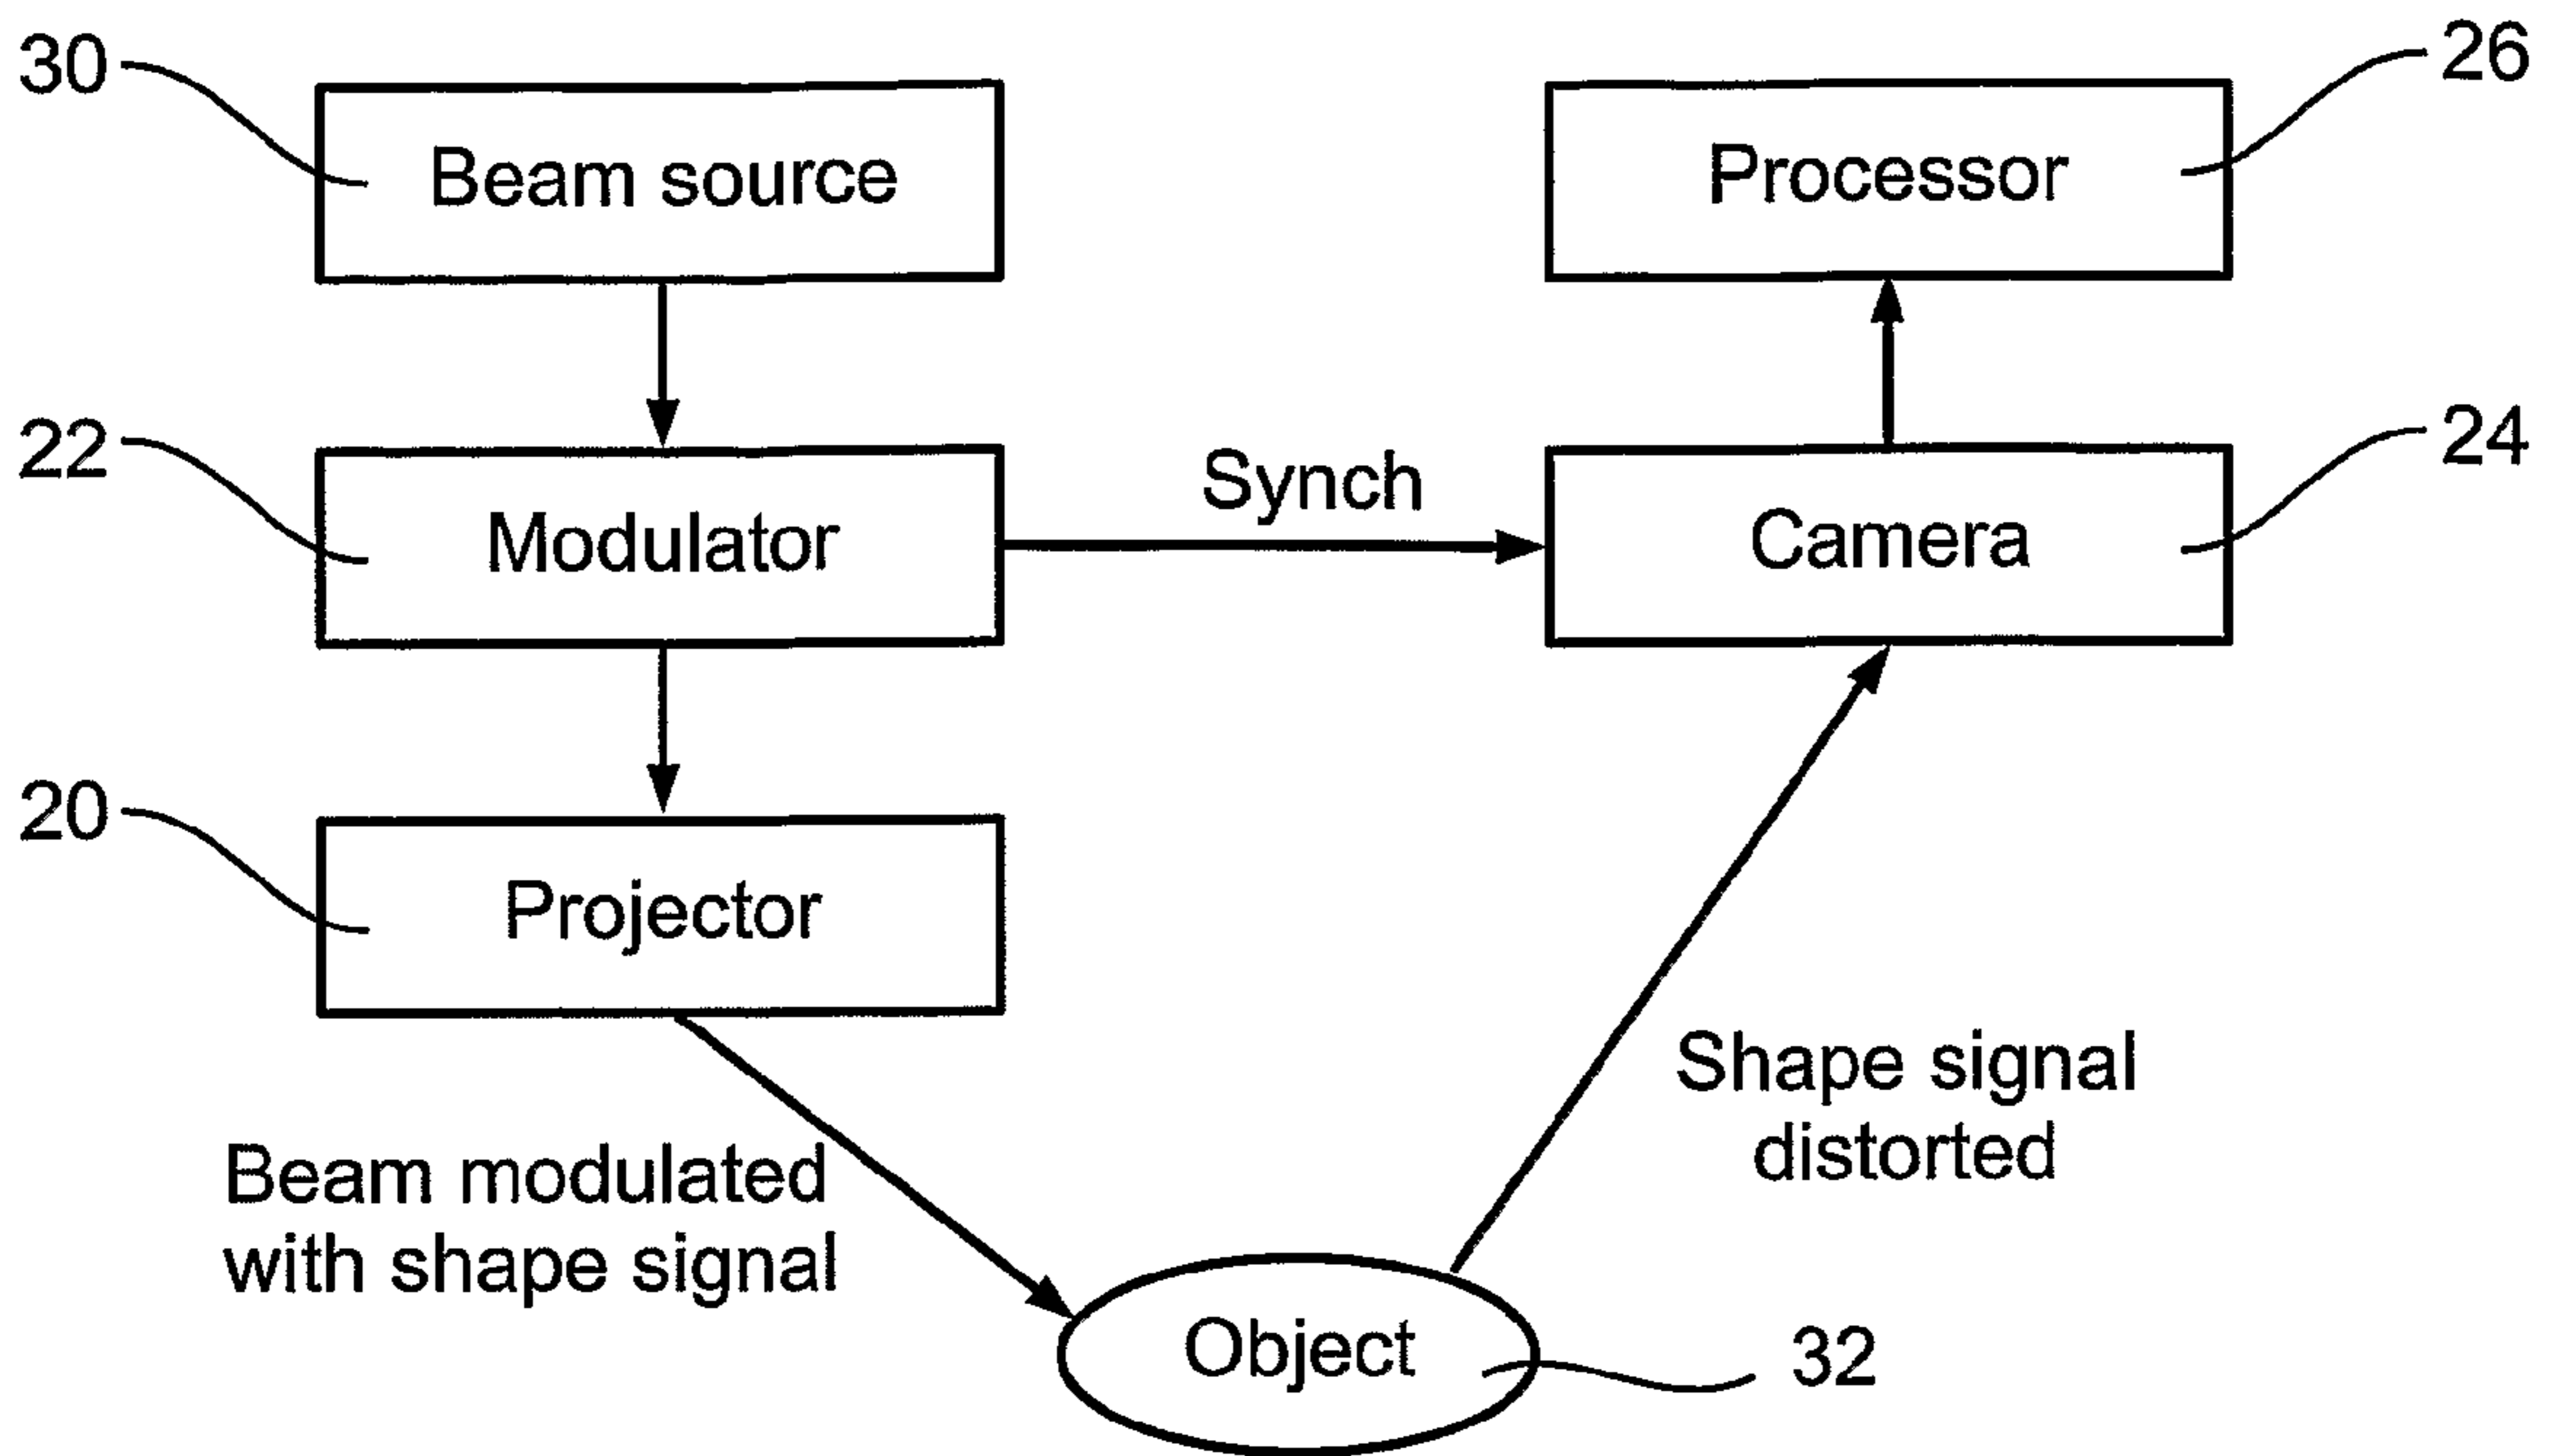 30
Beam source
Processor
26
22
Modulator
Synch
Camera
24
20
Projector
Beam modulated
with shape signal
Shape signal
distorted
Object
32